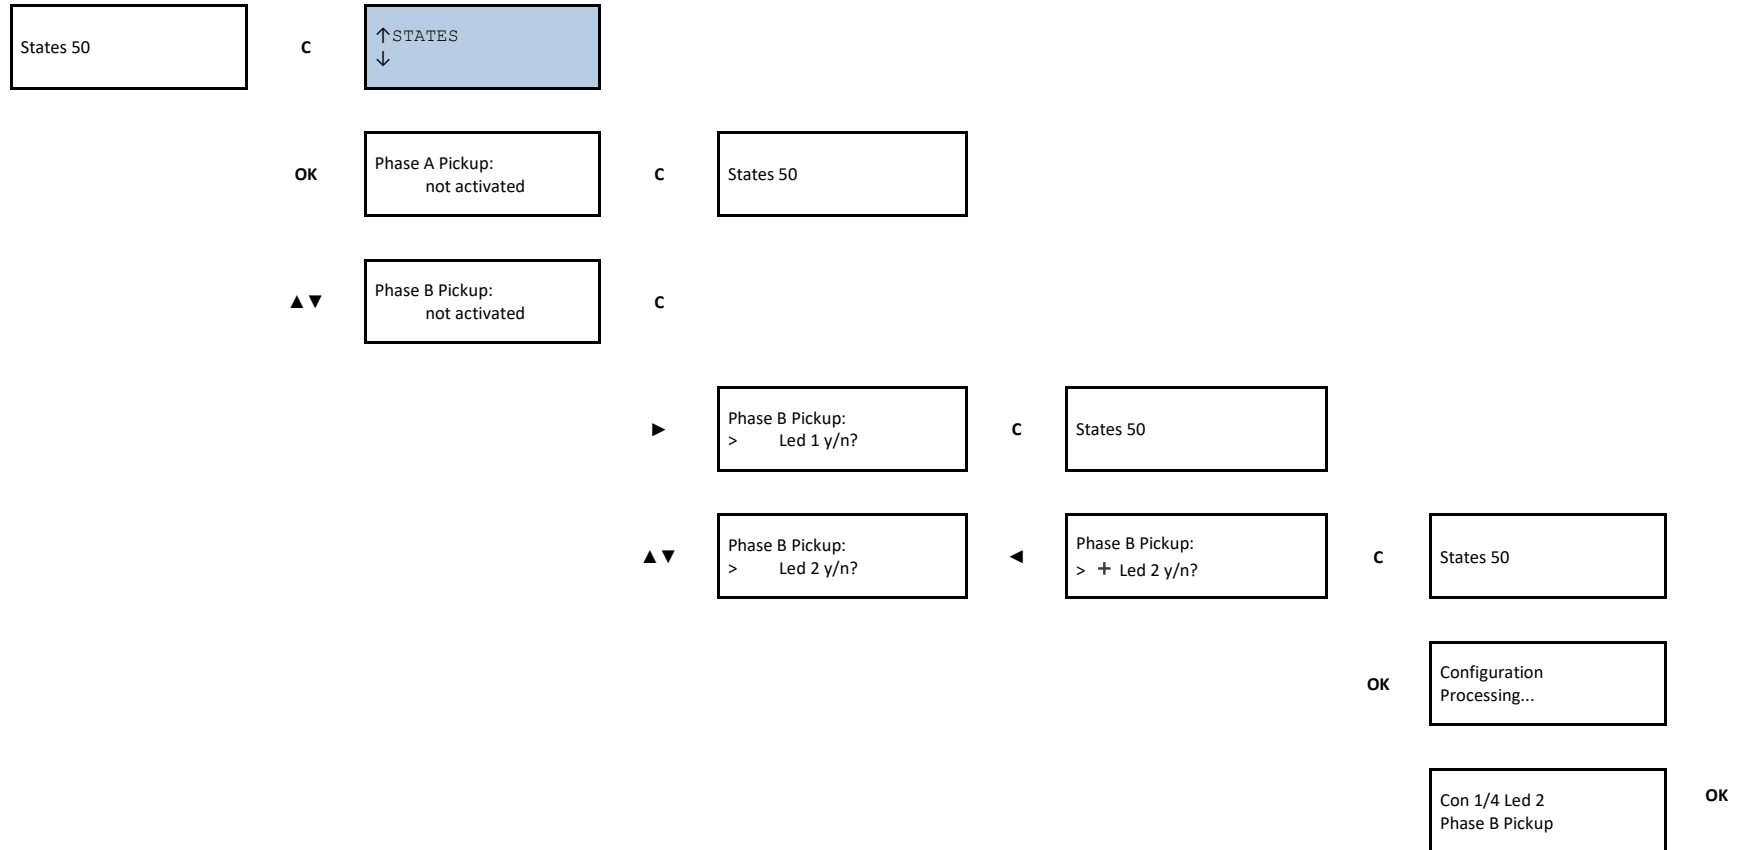 States 50
C
↑STATES
↓
OK
Phase A Pickup:
not activated
C
States 50
▲▼
Phase B Pickup:
not activated
C
►
Phase B Pickup:
> Led 1 y/n?
C
States 50
▲▼
Phase B Pickup:
> Led 2 y/n?
◄
Phase B Pickup:
> + Led 2 y/n?
C
States 50
OK
Configuration
Processing...
Con 1/4 Led 2
Phase B Pickup
OK